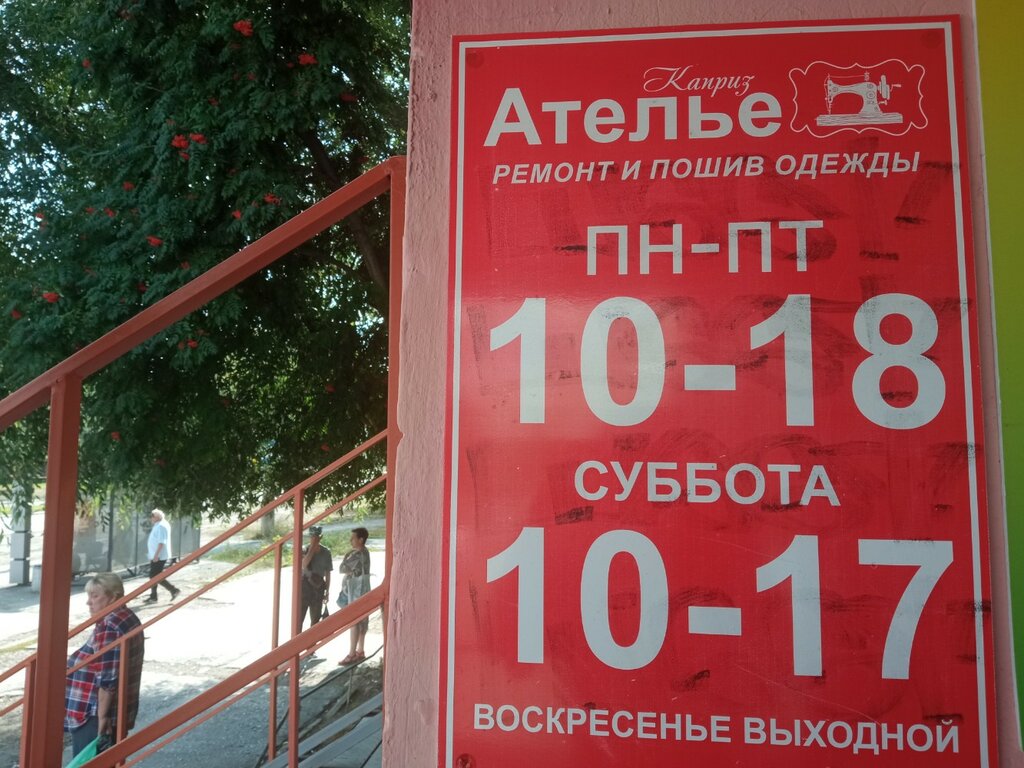 Каприз
Ателье
РЕМОНТ И ПОШИВ ОДЕЖДЫ
ПН-ПТ
10-18
СУББОТА
10-17
ВОСКРЕСЕНЬЕ ВЫХОДНОЙ